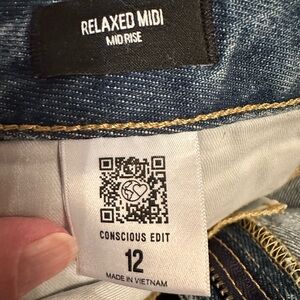 RELAXED MIDI
MID RISE
CONSCIOUS EDIT
12
MADE IN VIETNAM